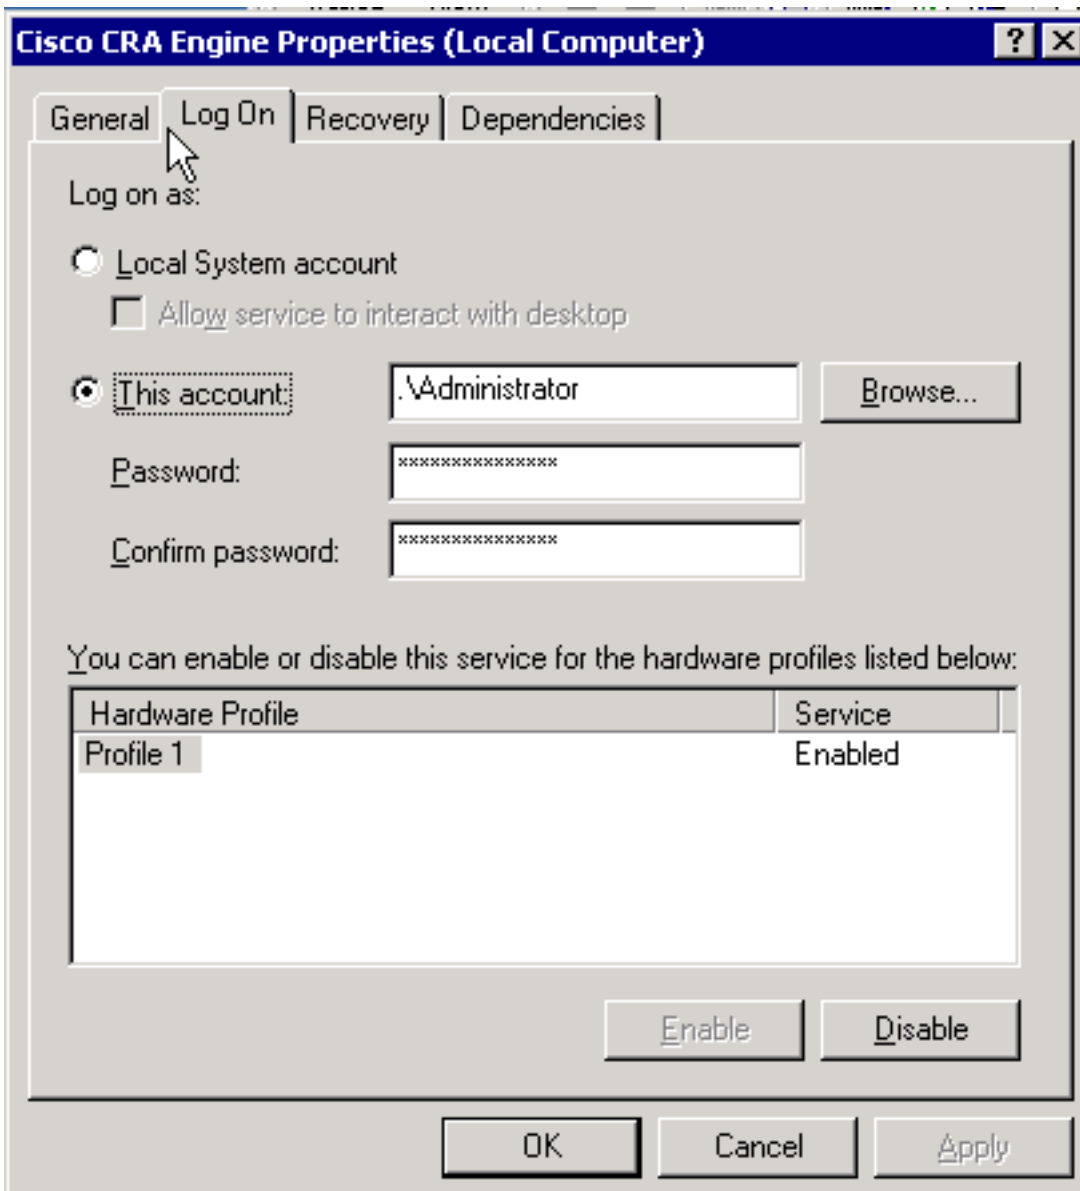 Cisco CRA Engine Properties (Local Computer)
General Log On Recovery Dependencies
Log on as:
Local System account
Allow service to interact with desktop
This account: .\Administrator Browse...
Password: ***************
Confirm password: ***************
You can enable or disable this service for the hardware profiles listed below:
Hardware Profile Service
Profile 1 Enabled
Enable Disable
OK Cancel Apply